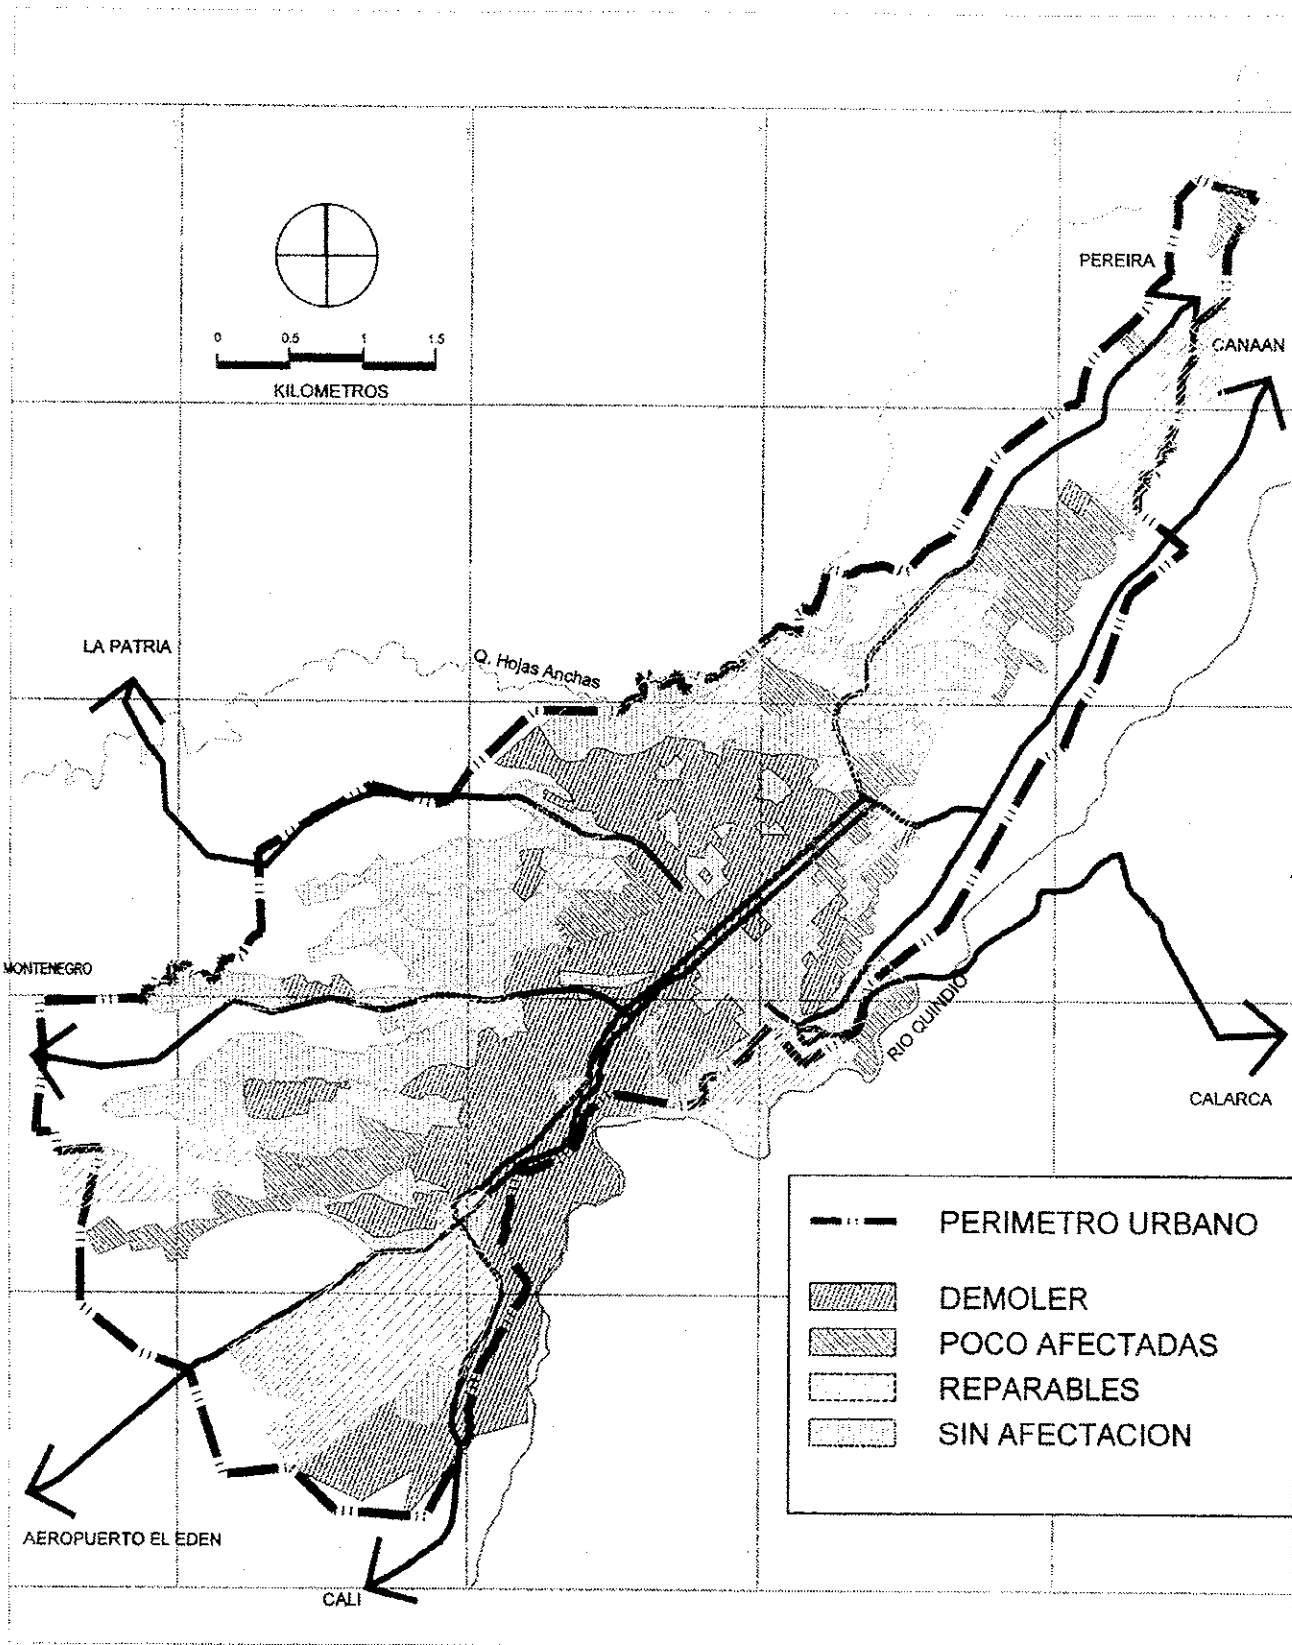 PEREIRA
CANAAN
0 0.5 1 1.5
KILOMETROS
LA PATRIA
Q. Hojas Anchas
MONTENEGRO
RIO QUINDIO
CALARCA
PERIMETRO URBANO
DEMOLER
POCO AFECTADAS
REPARABLES
SIN AFECTACION
AEROPUERTO EL EDEN
CALI